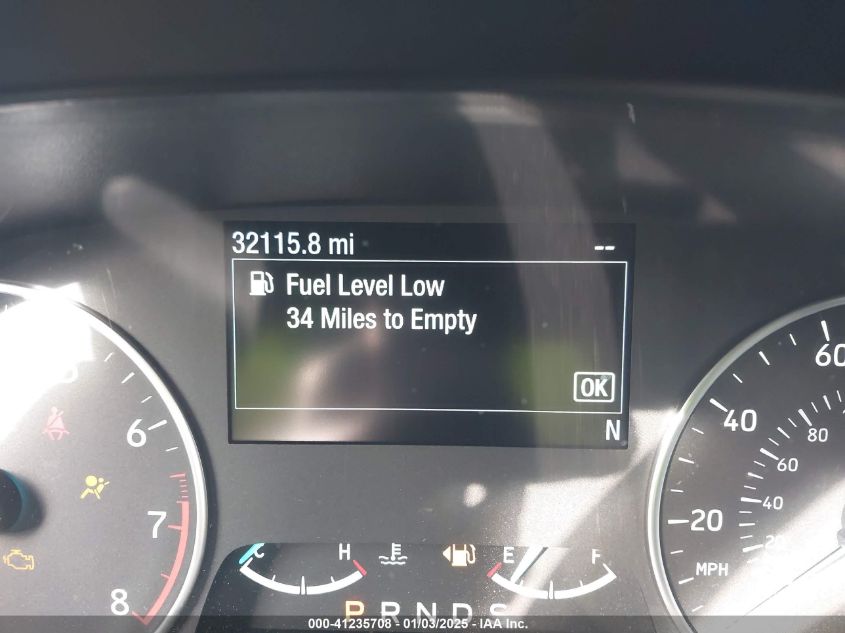 32115.8 mi --
Fuel Level Low
34 Miles to Empty
OK
N
6
7
8
60
40
20
MPH
80
60
40
20
C H
E F
P R N D S
000-41235708 - 01/03/2025 - IAA Inc.